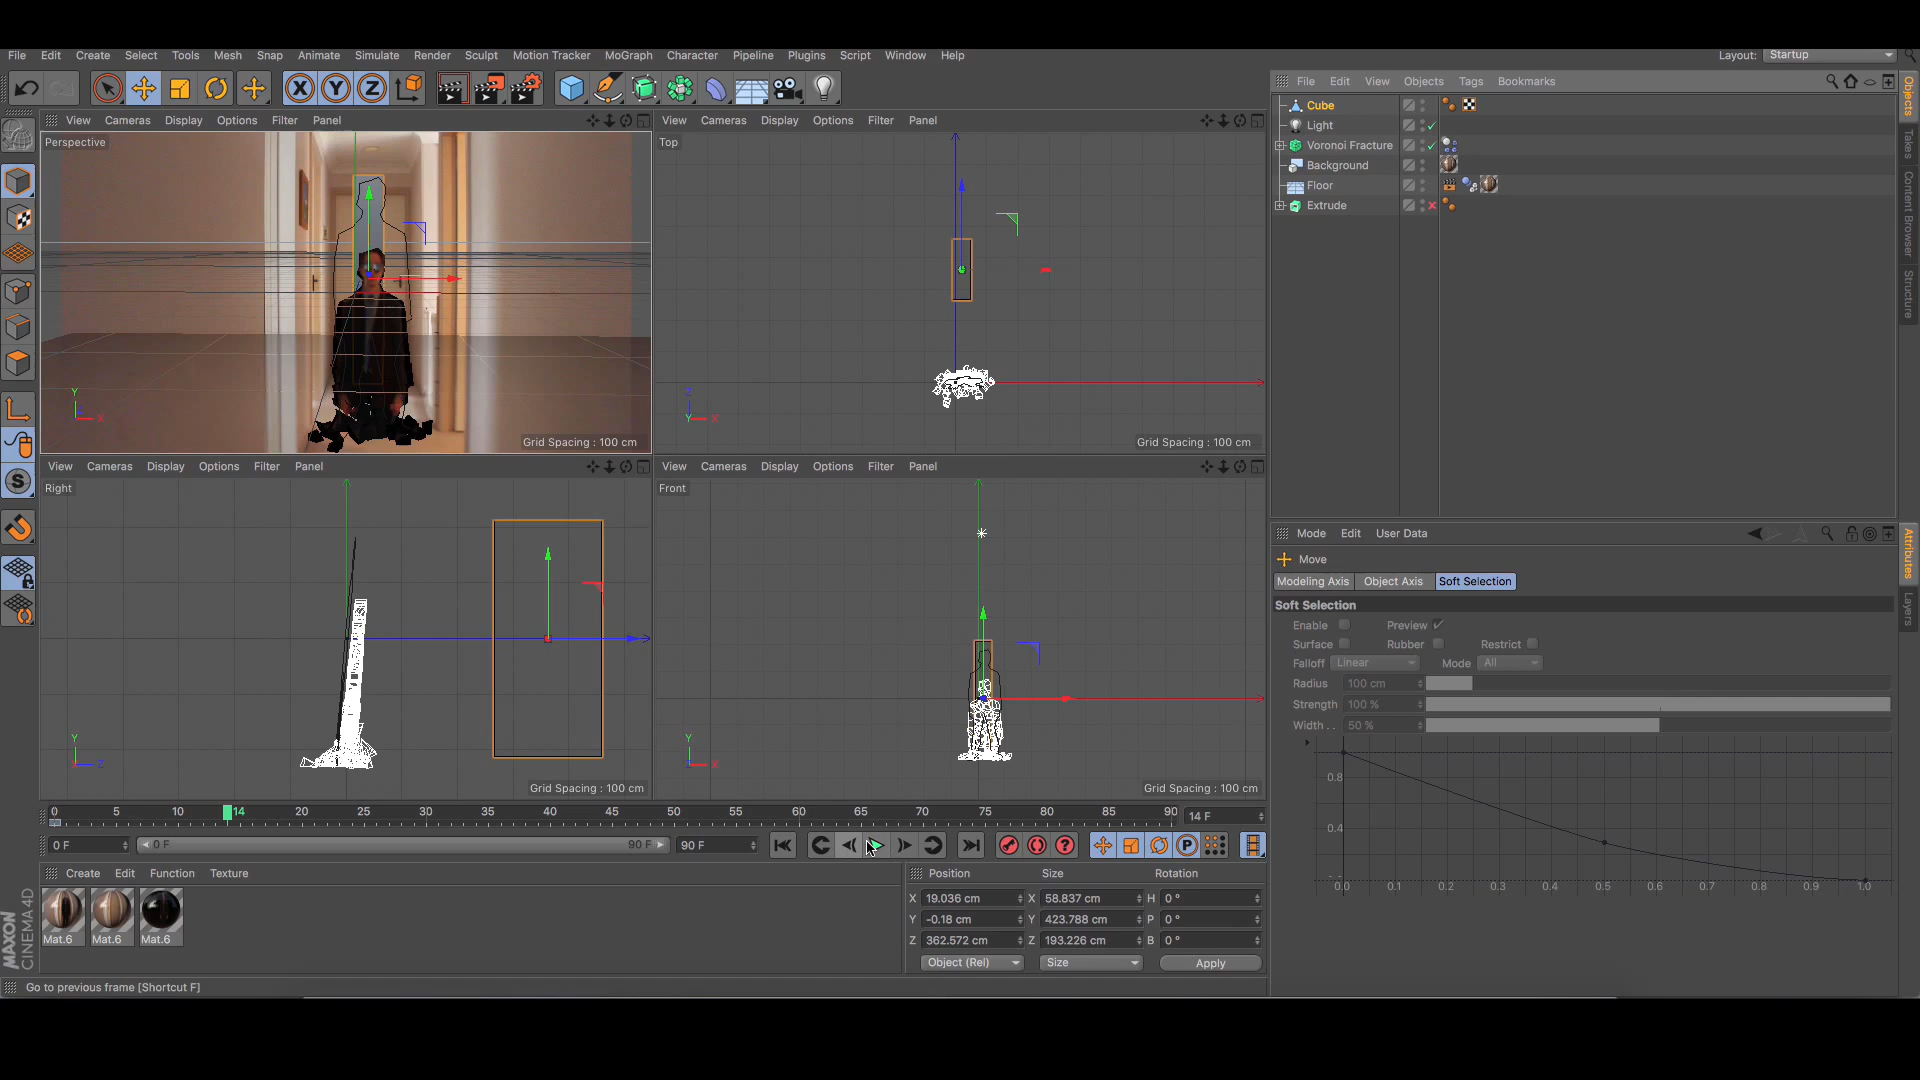 File Edit Create Select Tools Mesh Snap Animate Simulate Render Sculpt Motion Tracker MoGraph Character Pipeline Plugins Script Window Help Layout: Startup
X Y Z
File Edit View Objects Tags Bookmarks
Cube
Light
Voronoi Fracture
Background
Floor
Extrude
Objects
Takes
Content Browser
Structure
View Cameras Display Options Filter Panel
Perspective
Y
X
Grid Spacing : 100 cm
View Cameras Display Options Filter Panel
Top
Z
Y X
Grid Spacing : 100 cm
View Cameras Display Options Filter Panel
Right
Y
Z
Grid Spacing : 100 cm
View Cameras Display Options Filter Panel
Front
Y
X
Grid Spacing : 100 cm
S
Mode Edit User Data
Move
Modeling Axis Object Axis Soft Selection
Soft Selection
Enable Preview
Surface Rubber Restrict
Falloff Linear Mode All
Radius 100 cm
Strength 100 %
Width . . 50 %
0.8
0.4
0.0 0.1 0.2 0.3 0.4 0.5 0.6 0.7 0.8 0.9 1.0
Attributes
Layers
0 5 10 14 20 25 30 35 40 45 50 55 60 65 70 75 80 85 90 14 F
0 F 0 F 90 F 90 F
? P
Create Edit Function Texture
Mat.6 Mat.6 Mat.6
Position Size Rotation
X 19.036 cm X 58.837 cm H 0 °
Y -0.18 cm Y 423.788 cm P 0 °
Z 362.572 cm Z 193.226 cm B 0 °
Object (Rel) Size Apply
MAXON
CINEMA 4D
Go to previous frame [Shortcut F]